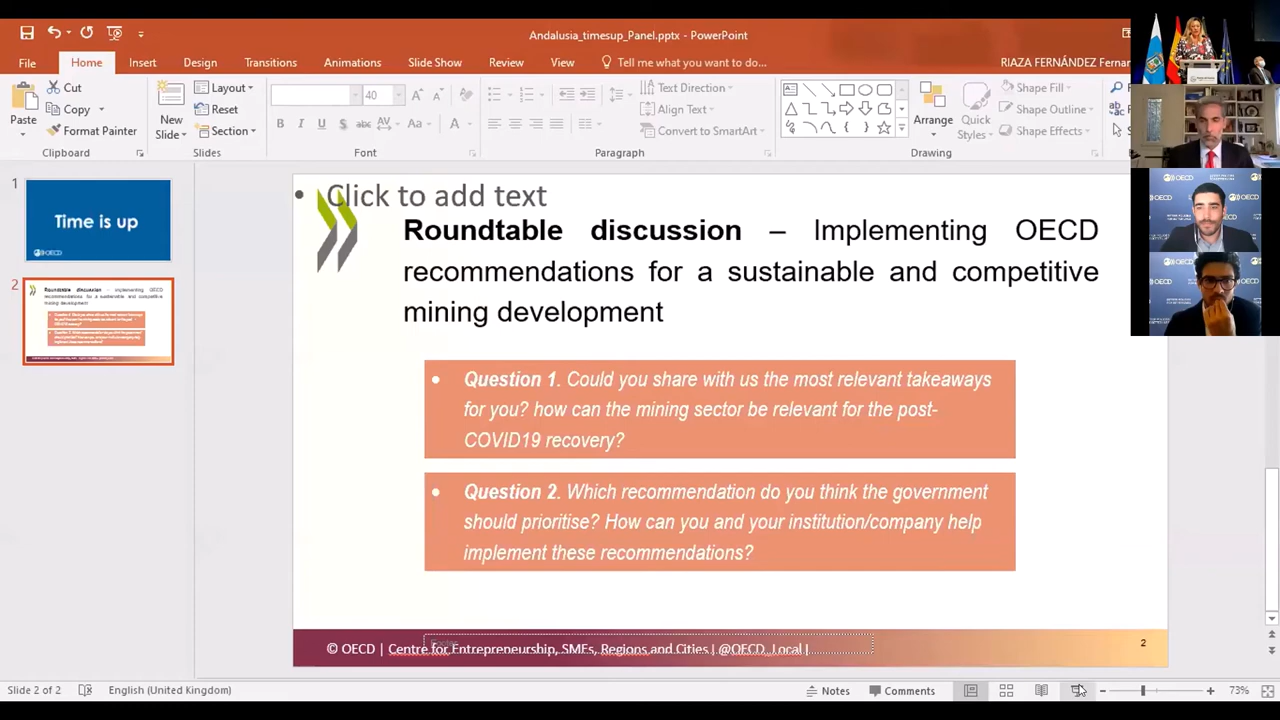 Andalusia_timesup_Panel.pptx - PowerPoint
File Home Insert Design Transitions Animations Slide Show Review View Tell me what you want to do... RIAZA FERNÁNDEZ Fernan
Paste Cut Copy Format Painter
Clipboard
New Slide Layout Reset Section
Slides
40
B I U S abc AV Aa A
Font
Text Direction Align Text Convert to SmartArt
Paragraph
Arrange Quick Styles Shape Fill Shape Outline Shape Effects
Drawing
1
Time is up
OECD
2
• Click to add text
Roundtable discussion – Implementing OECD
recommendations for a sustainable and competitive
mining development
• Question 1. Could you share with us the most relevant takeaways
for you? how can the mining sector be relevant for the post-
COVID19 recovery?
• Question 2. Which recommendation do you think the government
should prioritise? How can you and your institution/company help
implement these recommendations?
Footer
© OECD | Centre for Entrepreneurship, SMEs, Regions and Cities | @OECD_Local |
2
Slide 2 of 2 English (United Kingdom) Notes Comments 73%